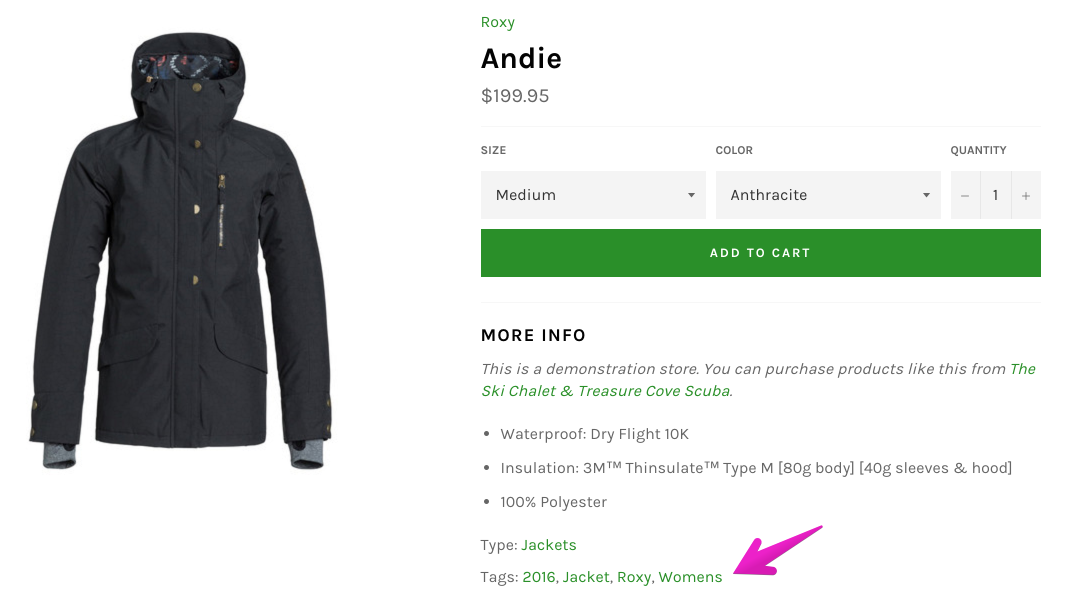 Roxy
Andie
$199.95
SIZE
COLOR
QUANTITY
Medium
Anthracite
− 1 +
ADD TO CART
MORE INFO
This is a demonstration store. You can purchase products like this from The
Ski Chalet & Treasure Cove Scuba.
• Waterproof: Dry Flight 10K
• Insulation: 3M™ Thinsulate™ Type M [80g body] [40g sleeves & hood]
• 100% Polyester
Type: Jackets
Tags: 2016, Jacket, Roxy, Womens